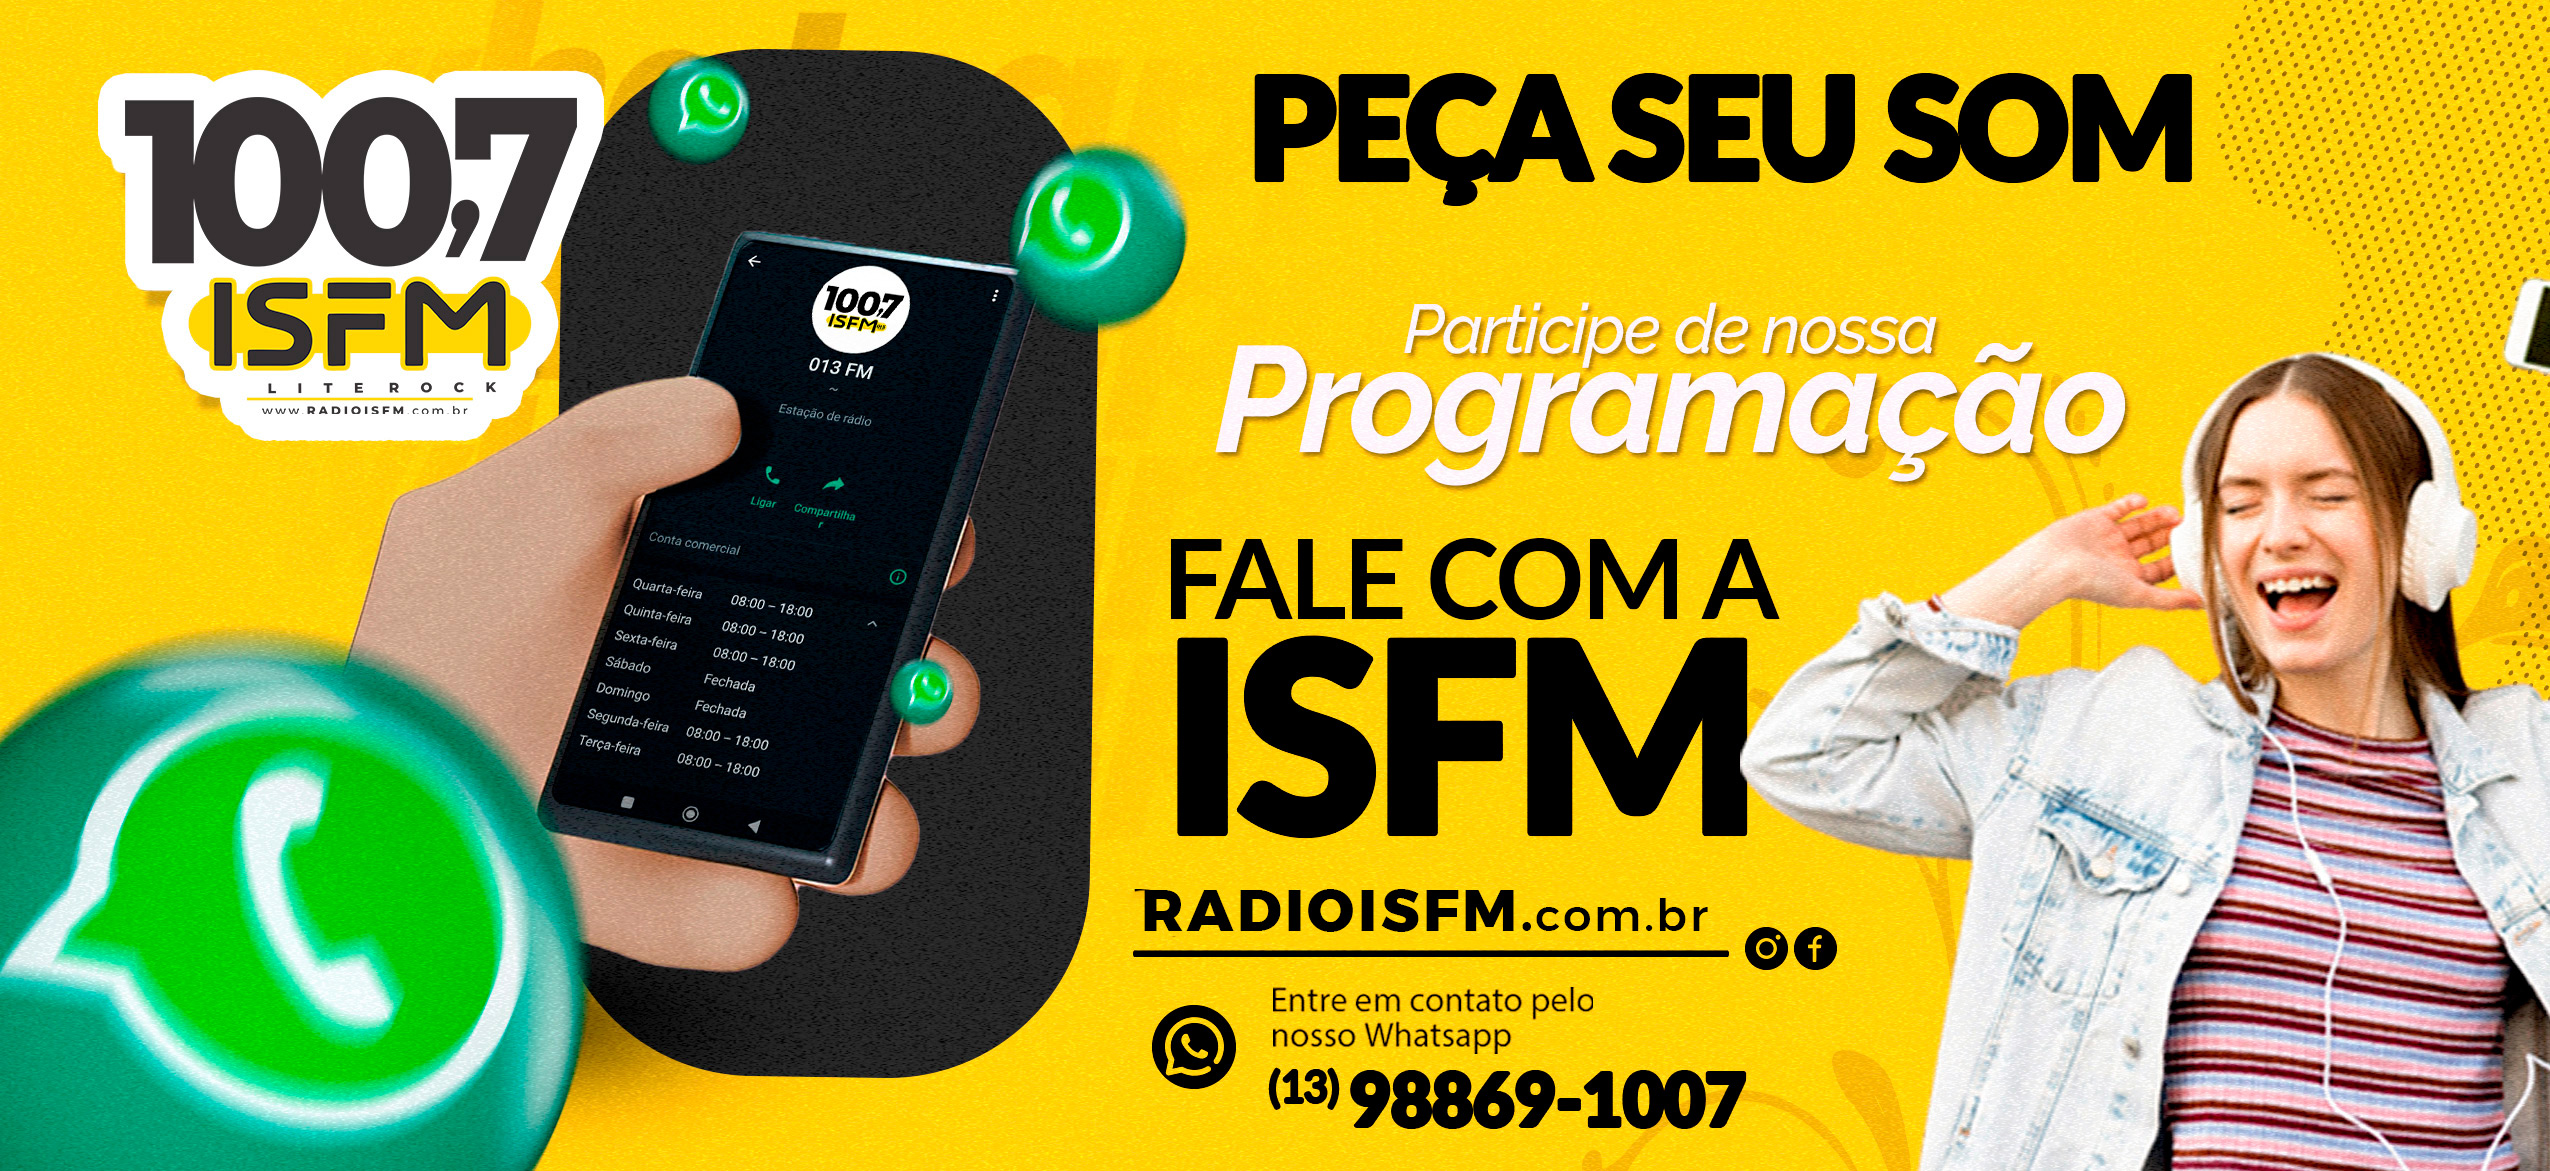 100,7
ISFM
LITEROCK
www.RADIOISFM.com.br
100,7
ISFM
013 FM
~
Estação de rádio
Ligar
Compartilha
r
Conta comercial
Quarta-feira 08:00 – 18:00
Quinta-feira 08:00 – 18:00
Sexta-feira 08:00 – 18:00
Sábado Fechada
Domingo Fechada
Segunda-feira 08:00 – 18:00
Terça-feira 08:00 – 18:00
PEÇA SEU SOM
Participe de nossa
Programação
FALE COM A
ISFM
RADIOISFM.com.br
Entre em contato pelo
nosso Whatsapp
(13) 98869-1007